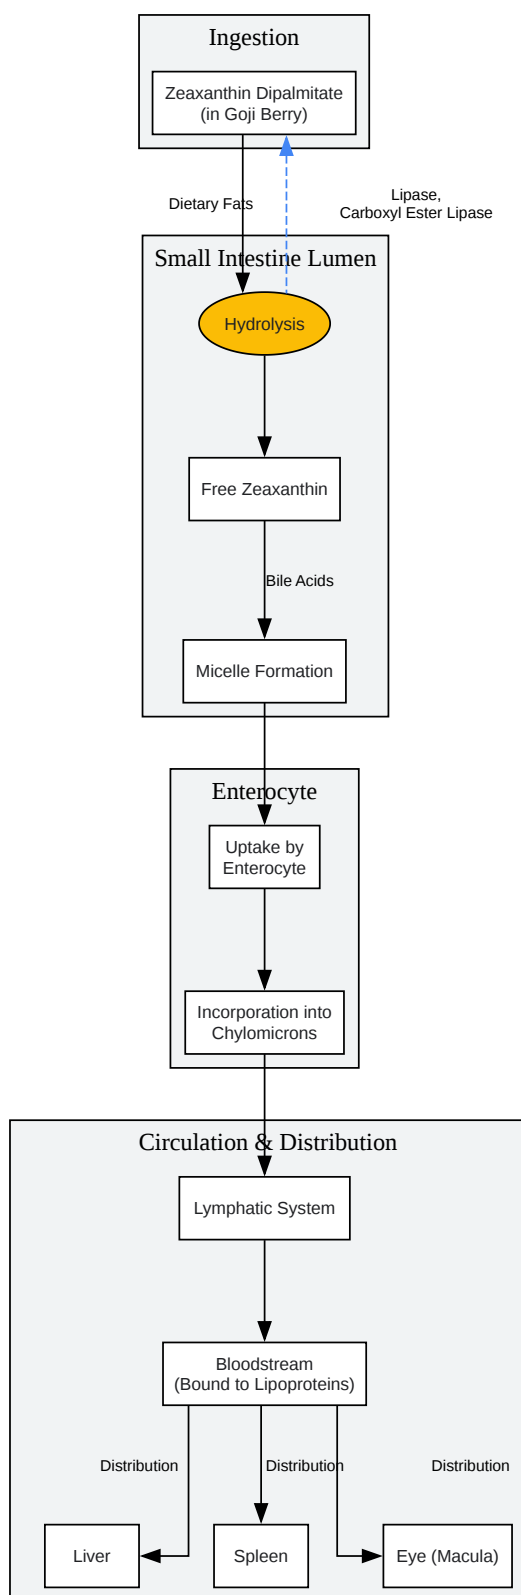 Ingestion
Zeaxanthin Dipalmitate
(in Goji Berry)
Dietary Fats
Lipase,
Carboxyl Ester Lipase
Small Intestine Lumen
Hydrolysis
Free Zeaxanthin
Bile Acids
Micelle Formation
Enterocyte
Uptake by
Enterocyte
Incorporation into
Chylomicrons
Circulation & Distribution
Lymphatic System
Bloodstream
(Bound to Lipoproteins)
Distribution
Distribution
Distribution
Liver
Spleen
Eye (Macula)